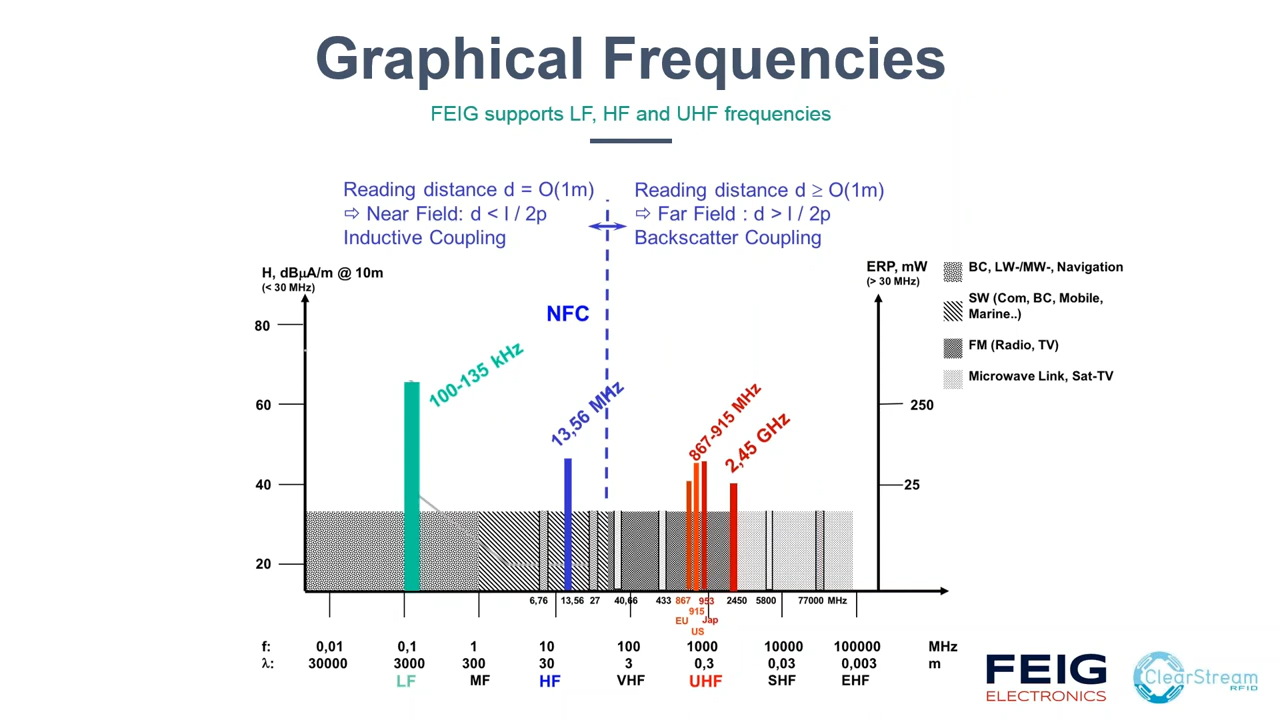 Graphical Frequencies
FEIG supports LF, HF and UHF frequencies
Reading distance d = O(1m)
⇨ Near Field: d < l / 2p
Inductive Coupling
Reading distance d ≥ O(1m)
⇨ Far Field : d > l / 2p
Backscatter Coupling
H, dBµA/m @ 10m
(< 30 MHz)
ERP, mW
(> 30 MHz)
BC, LW-/MW-, Navigation
SW (Com, BC, Mobile,
Marine..)
FM (Radio, TV)
Microwave Link, Sat-TV
NFC
80
60
40
20
250
25
100-135 kHz
13,56 MHz
867-915 MHz
2,45 GHz
6,76 13,56 27 40,66 433 867 953 2450 5800 77000 MHz
915
EU Jap
US
f: 0,01 0,1 1 10 100 1000 10000 100000 MHz
λ: 30000 3000 300 30 3 0,3 0,03 0,003 m
LF MF HF VHF UHF SHF EHF
FEIG
ELECTRONICS
ClearStream
RFID